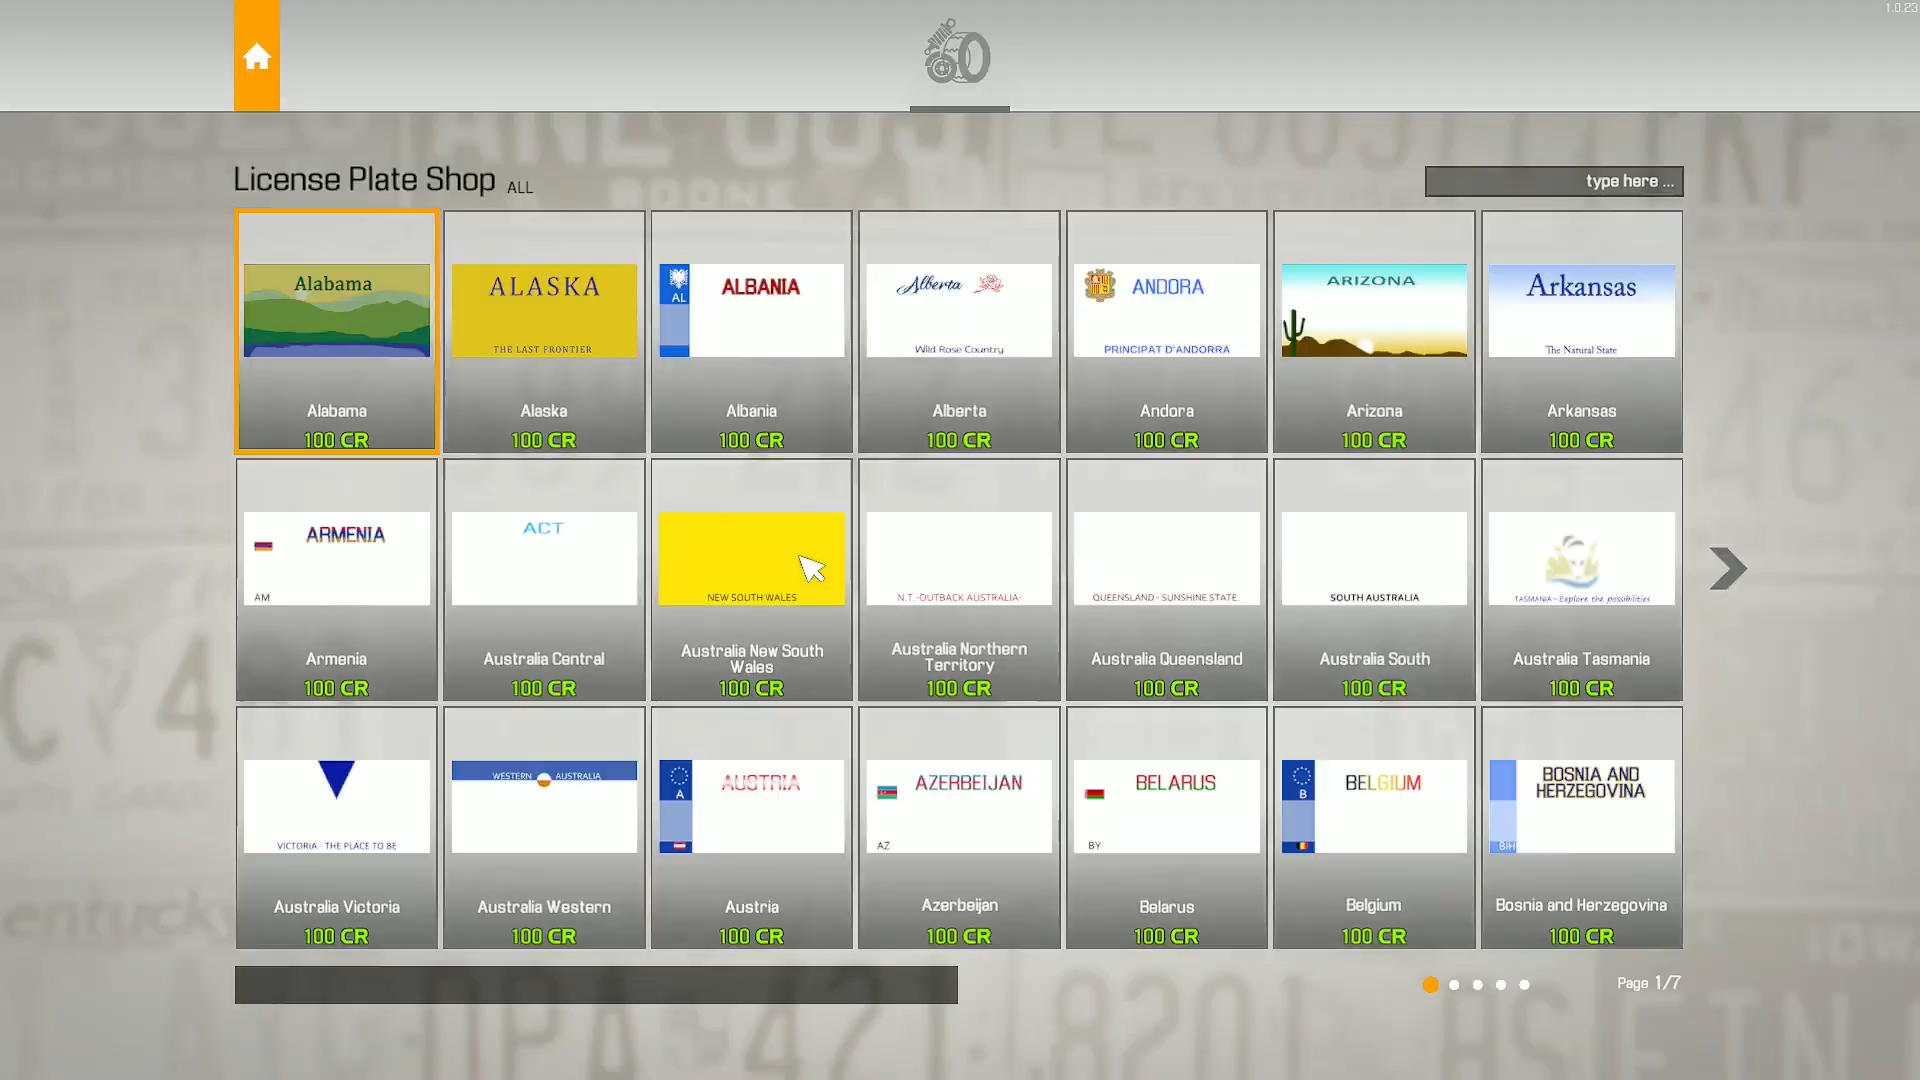 1.0.23
License Plate Shop ALL
type here ...
Alabama
ALASKA
THE LAST FRONTIER
AL
ALBANIA
Alberta
Wild Rose Country
ANDORA
PRINCIPAT D'ANDORRA
ARIZONA
Arkansas
The Natural State
Alabama
100 CR
Alaska
100 CR
Albania
100 CR
Alberta
100 CR
Andora
100 CR
Arizona
100 CR
Arkansas
100 CR
ARMENIA
AM
ACT
NEW SOUTH WALES
N.T.-OUTBACK AUSTRALIA-
QUEENSLAND - SUNSHINE STATE.
SOUTH AUSTRALIA
TASMANIA - Explore the possibilities
Armenia
100 CR
Australia Central
100 CR
Australia New South
Wales
100 CR
Australia Northern
Territory
100 CR
Australia Queensland
100 CR
Australia South
100 CR
Australia Tasmania
100 CR
VICTORIA - THE PLACE TO BE
WESTERN AUSTRALIA
A
AUSTRIA
AZERBEIJAN
AZ
BELARUS
BY
B
BELGIUM
BOSNIA AND
HERZEGOVINA
BIH
Australia Victoria
100 CR
Australia Western
100 CR
Austria
100 CR
Azerbeijan
100 CR
Belarus
100 CR
Belgium
100 CR
Bosnia and Herzegovina
100 CR
Page 1/7